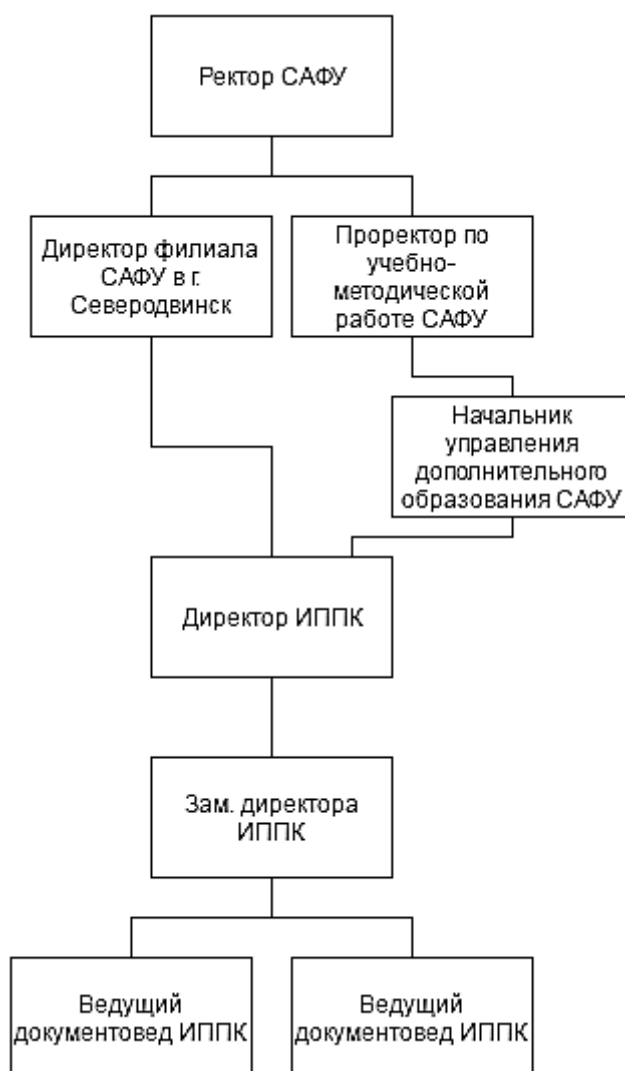 Ректор САФУ
Директор филиала
САФУ в г.
Северодвинск
Проректор по
учебно-
методической
работе САФУ
Начальник
управления
дополнительного
образования САФУ
Директор ИППК
Зам. директора
ИППК
Ведущий
документовед ИППК
Ведущий
документовед ИППК